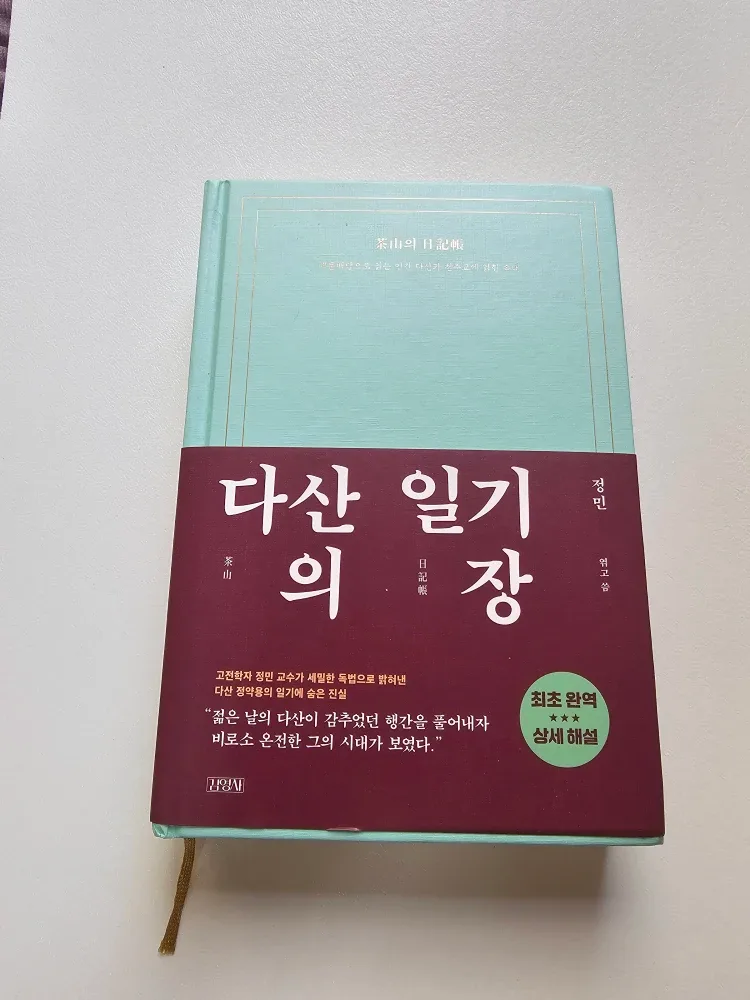 茶山의 日記帳
다산의
일기장
茶山
日記帳
정민
엮고 씀
고전학자 정민 교수가 세밀한 독법으로 밝혀낸
다산 정약용의 일기에 숨은 진실
“젊은 날의 다산이 감추었던 행간을 풀어내자
비로소 온전한 그의 시대가 보였다.”
최초 완역
★★★
상세 해설
김영사